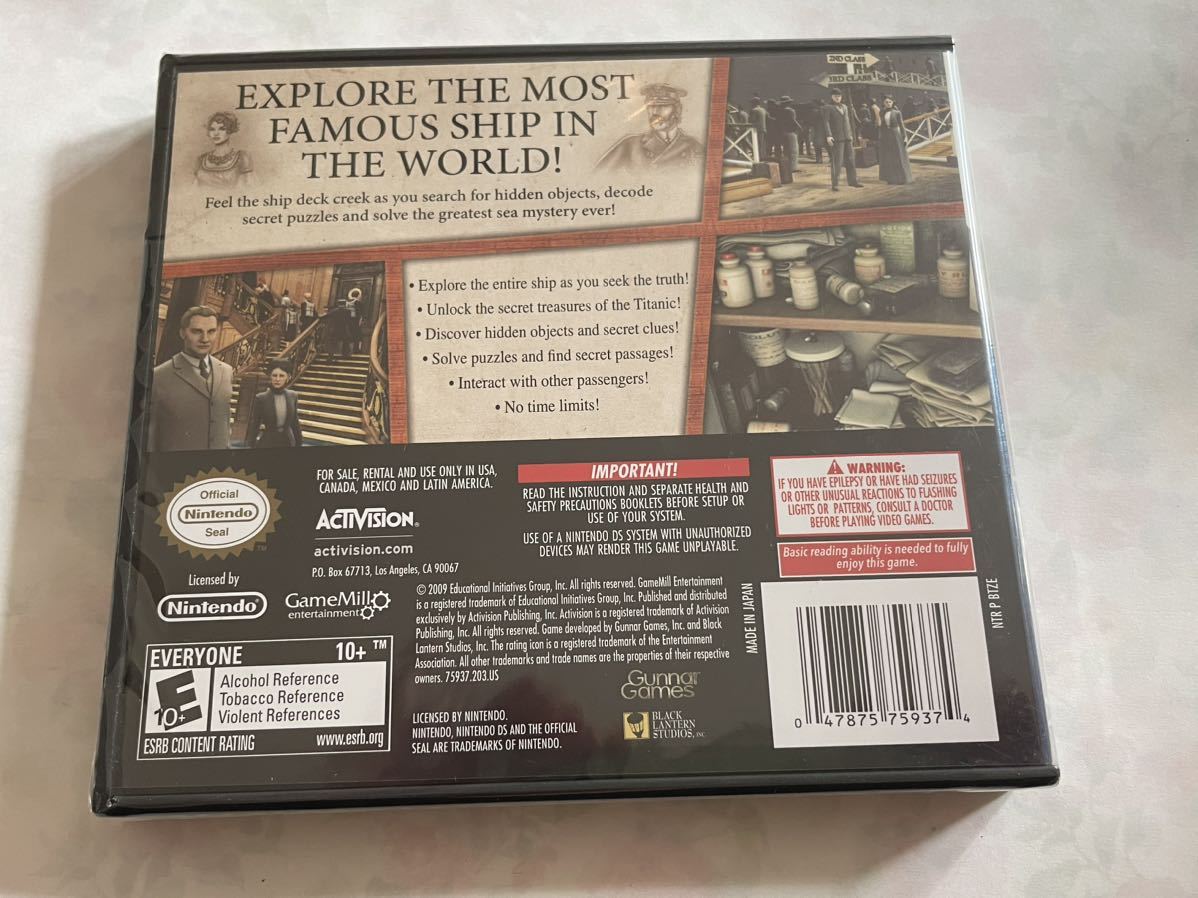 EXPLORE THE MOST
FAMOUS SHIP IN
THE WORLD!
Feel the ship deck creek as you search for hidden objects, decode
secret puzzles and solve the greatest sea mystery ever!
2ND CLASS
3RD CLASS
• Explore the entire ship as you seek the truth!
• Unlock the secret treasures of the Titanic!
• Discover hidden objects and secret clues!
• Solve puzzles and find secret passages!
• Interact with other passengers!
• No time limits!
Official
Nintendo
Seal
TM
Licensed by
Nintendo®
FOR SALE, RENTAL AND USE ONLY IN USA,
CANADA, MEXICO AND LATIN AMERICA.
ACTIVISION®
activision.com
P.O. Box 67713, Los Angeles, CA 90067
GameMill
entertainment
IMPORTANT!
READ THE INSTRUCTION AND SEPARATE HEALTH AND
SAFETY PRECAUTIONS BOOKLETS BEFORE SETUP OR
USE OF YOUR SYSTEM.
USE OF A NINTENDO DS SYSTEM WITH UNAUTHORIZED
DEVICES MAY RENDER THIS GAME UNPLAYABLE.
WARNING:
IF YOU HAVE EPILEPSY OR HAVE HAD SEIZURES
OR OTHER UNUSUAL REACTIONS TO FLASHING
LIGHTS OR PATTERNS, CONSULT A DOCTOR
BEFORE PLAYING VIDEO GAMES.
Basic reading ability is needed to fully
enjoy this game.
© 2009 Educational Initiatives Group, Inc. All rights reserved. GameMill Entertainment
is a registered trademark of Educational Initiatives Group, Inc. Published and distributed
exclusively by Activision Publishing, Inc. Activision is a registered trademark of Activision
Publishing, Inc. All rights reserved. Game developed by Gunnar Games, Inc. and Black
Lantern Studios, Inc. The rating icon is a registered trademark of the Entertainment
Association. All other trademarks and trade names are the properties of their respective
owners. 75937.203.US
MADE IN JAPAN
NTR P BTZE
EVERYONE 10+ ™
E
10+
Alcohol Reference
Tobacco Reference
Violent References
ESRB CONTENT RATING www.esrb.org
LICENSED BY NINTENDO.
NINTENDO, NINTENDO DS AND THE OFFICIAL
SEAL ARE TRADEMARKS OF NINTENDO.
Gunnar
Games
BLACK
LANTERN
STUDIOS, INC
0 47875 75937 4